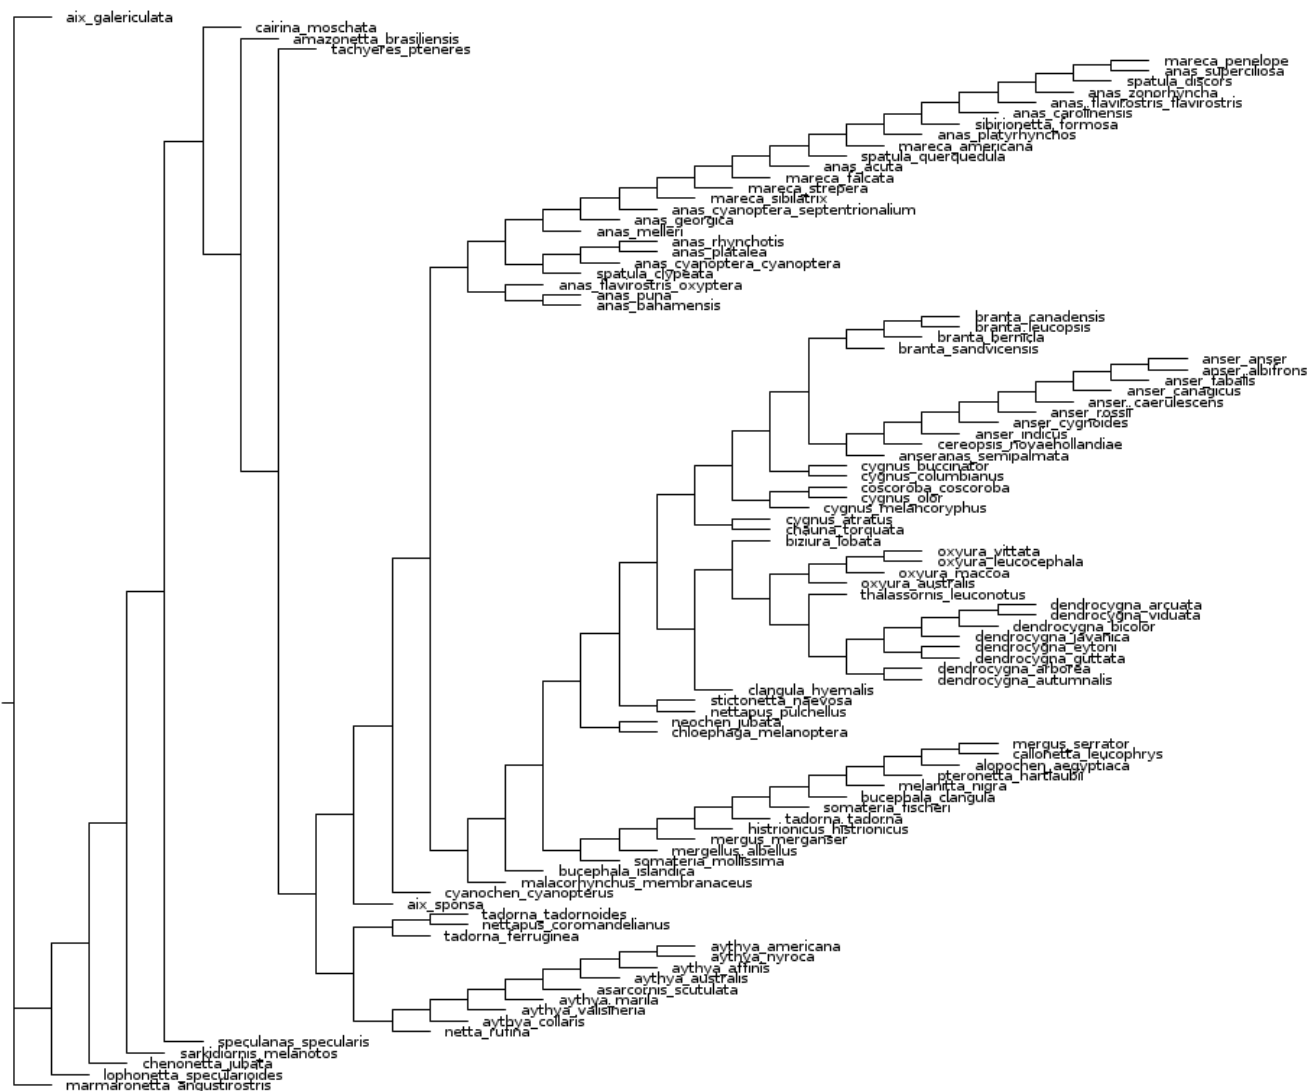 aix_galericulata
cairina_moschata
amazonetta_brasiliensis
tachyeres_pteneres
mareca_penelope
anas_superciliosa
spatula_discors
anas_zonorhyncha
anas_flavirostris_flavirostris
anas_carolinensis
sibirionetta_formosa
anas_platyrhynchos
mareca_americana
spatula_querquedula
anas_acuta
mareca_falcata
mareca_strepera
mareca_sibilatrix
anas_cyanoptera_septentrionalium
anas_georgica
anas_melleri
anas_rhynchotis
anas_platalea
anas_cyanoptera_cyanoptera
spatula_clypeata
anas_flavirostris_oxyptera
anas_puna
anas_bahamensis
branta_canadensis
branta_leucopsis
branta_bernicla
branta_sandvicensis
anser_anser
anser_albifrons
anser_fabalis
anser_canagicus
anser_caerulescens
anser_rossii
anser_cygnoides
anser_indicus
cereopsis_novaehollandiae
anseranas_semipalmata
cygnus_buccinator
cygnus_columbianus
coscoroba_coscoroba
cygnus_olor
cygnus_melancoryphus
cygnus_atratus
chauna_torquata
biziura_lobata
oxyura_vittata
oxyura_leucocephala
oxyura_maccoa
oxyura_australis
thalassornis_leuconotus
dendrocygna_arcuata
dendrocygna_viduata
dendrocygna_bicolor
dendrocygna_javanica
dendrocygna_eytoni
dendrocygna_guttata
dendrocygna_arborea
dendrocygna_autumnalis
clangula_hyemalis
stictonetta_naevosa
nettapus_pulchellus
neochen_jubata
chloephaga_melanoptera
mergus_serrator
callonetta_leucophrys
alopochen_aegyptiaca
pteronetta_hartlaubii
melanitta_nigra
bucephala_clangula
somateria_fischeri
tadorna_tadorna
histrionicus_histrionicus
mergus_merganser
mergellus_albellus
somateria_mollissima
bucephala_islandica
malacorhynchus_membranaceus
cyanochen_cyanopterus
aix_sponsa
tadorna_tadornoides
nettapus_coromandelianus
tadorna_ferruginea
aythya_americana
aythya_nyroca
aythya_affinis
aythya_australis
asarcornis_scutulata
aythya_marila
aythya_valisineria
aythya_collaris
netta_rufina
speculanas_specularis
sarkidiornis_melanotos
chenonetta_jubata
lophonetta_specularioides
marmaronetta_angustirostris